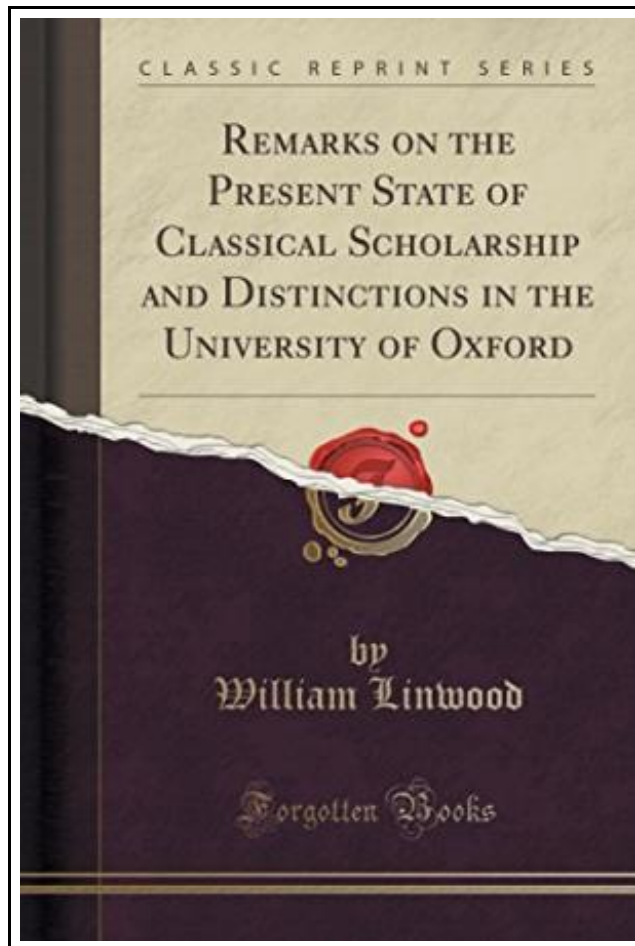 CLASSIC REPRINT SERIES
REMARKS ON THE
PRESENT STATE OF
CLASSICAL SCHOLARSHIP
AND DISTINCTIONS IN THE
UNIVERSITY OF OXFORD
by
William Linwood
Forgotten Books